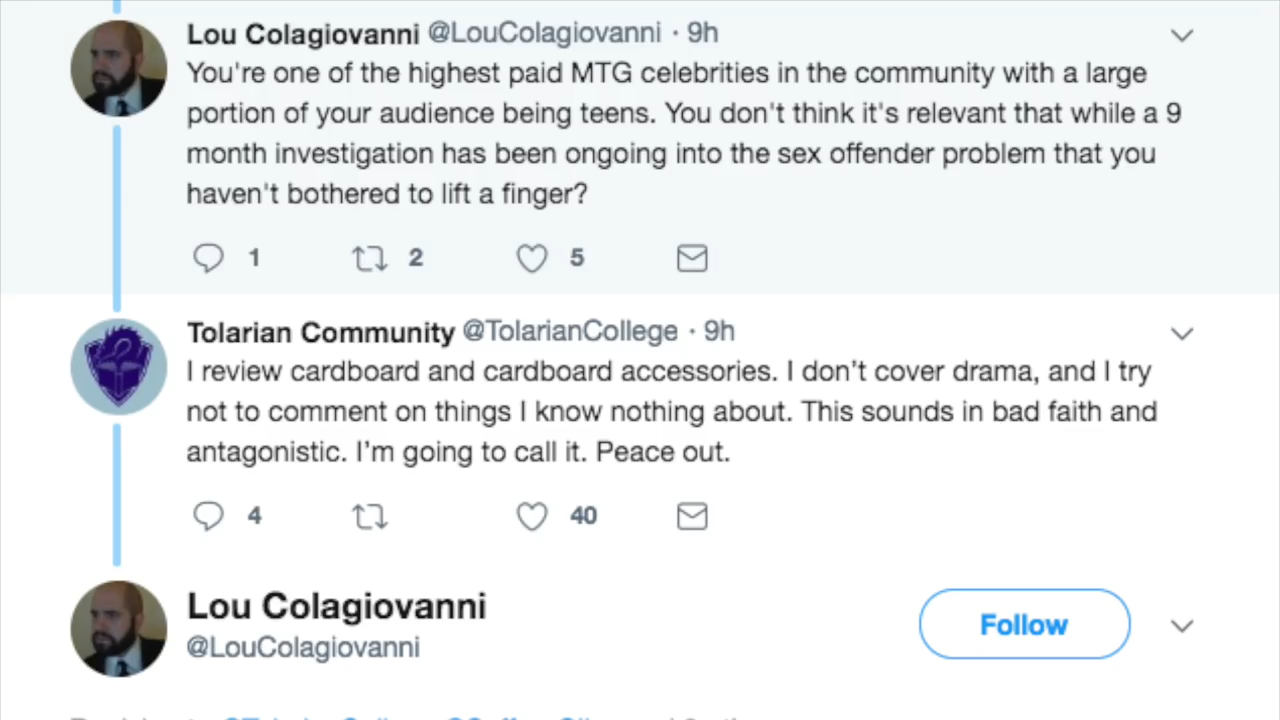 Lou Colagiovanni @LouColagiovanni · 9h
You're one of the highest paid MTG celebrities in the community with a large
portion of your audience being teens. You don't think it's relevant that while a 9
month investigation has been ongoing into the sex offender problem that you
haven't bothered to lift a finger?
1 2 5
Tolarian Community @TolarianCollege · 9h
I review cardboard and cardboard accessories. I don’t cover drama, and I try
not to comment on things I know nothing about. This sounds in bad faith and
antagonistic. I’m going to call it. Peace out.
4 40
Lou Colagiovanni
@LouColagiovanni
Follow